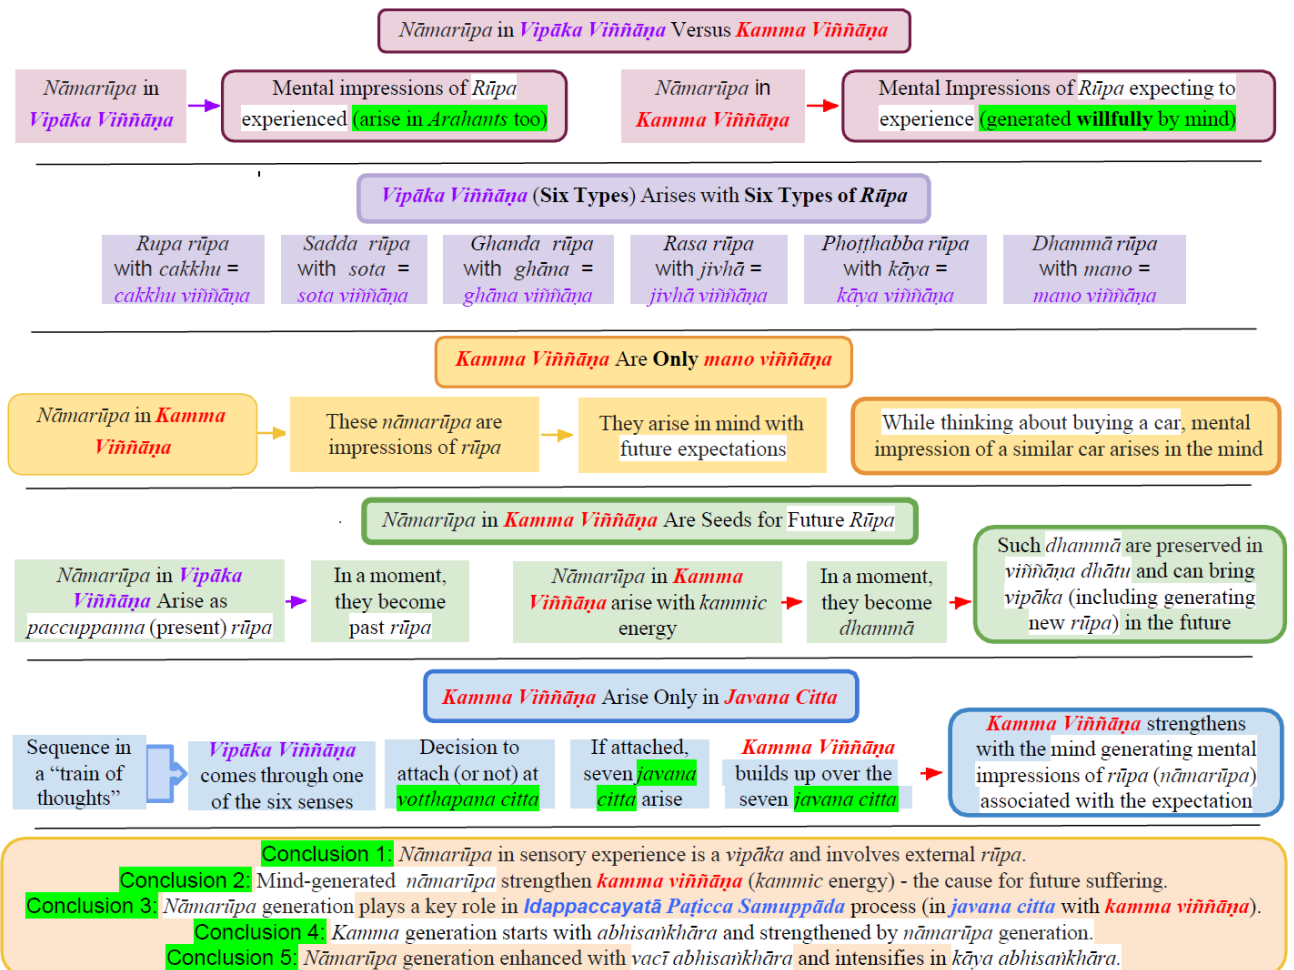 Nāmarūpa in Vipāka Viññāṇa Versus Kamma Viññāṇa
Nāmarūpa in
Vipāka Viññāṇa
Mental impressions of Rūpa
experienced (arise in Arahants too)
Nāmarūpa in
Kamma Viññāṇa
Mental Impressions of Rūpa expecting to
experience (generated willfully by mind)
Vipāka Viññāṇa (Six Types) Arises with Six Types of Rūpa
Rupa rūpa
with cakkhu =
cakkhu viññāṇa
Sadda rūpa
with sota =
sota viññāṇa
Ghanda rūpa
with ghāna =
ghāna viññāṇa
Rasa rūpa
with jivhā =
jivhā viññāṇa
Phoṭṭhabba rūpa
with kāya =
kāya viññāṇa
Dhammā rūpa
with mano =
mano viññāṇa
Kamma Viññāṇa Are Only mano viññāṇa
Nāmarūpa in Kamma
Viññāṇa
These nāmarūpa are
impressions of rūpa
They arise in mind with
future expectations
While thinking about buying a car, mental
impression of a similar car arises in the mind
Nāmarūpa in Kamma Viññāṇa Are Seeds for Future Rūpa
Nāmarūpa in Vipāka
Viññāṇa Arise as
paccuppanna (present) rūpa
In a moment,
they become
past rūpa
Nāmarūpa in Kamma
Viññāṇa arise with kammic
energy
In a moment,
they become
dhammā
Such dhammā are preserved in
viññāṇa dhātu and can bring
vipāka (including generating
new rūpa) in the future
Kamma Viññāṇa Arise Only in Javana Citta
Sequence in
a “train of
thoughts”
Vipāka Viññāṇa
comes through one
of the six senses
Decision to
attach (or not) at
votthapana citta
If attached,
seven javana
citta arise
Kamma Viññāṇa
builds up over the
seven javana citta
Kamma Viññāṇa strengthens
with the mind generating mental
impressions of rūpa (nāmarūpa)
associated with the expectation
Conclusion 1: Nāmarūpa in sensory experience is a vipāka and involves external rūpa.
Conclusion 2: Mind-generated nāmarūpa strengthen kamma viññāṇa (kammic energy) - the cause for future suffering.
Conclusion 3: Nāmarūpa generation plays a key role in Idappaccayatā Paṭicca Samuppāda process (in javana citta with kamma viññāṇa).
Conclusion 4: Kamma generation starts with abhisaṅkhāra and strengthened by nāmarūpa generation.
Conclusion 5: Nāmarūpa generation enhanced with vacī abhisaṅkhāra and intensifies in kāya abhisaṅkhāra.